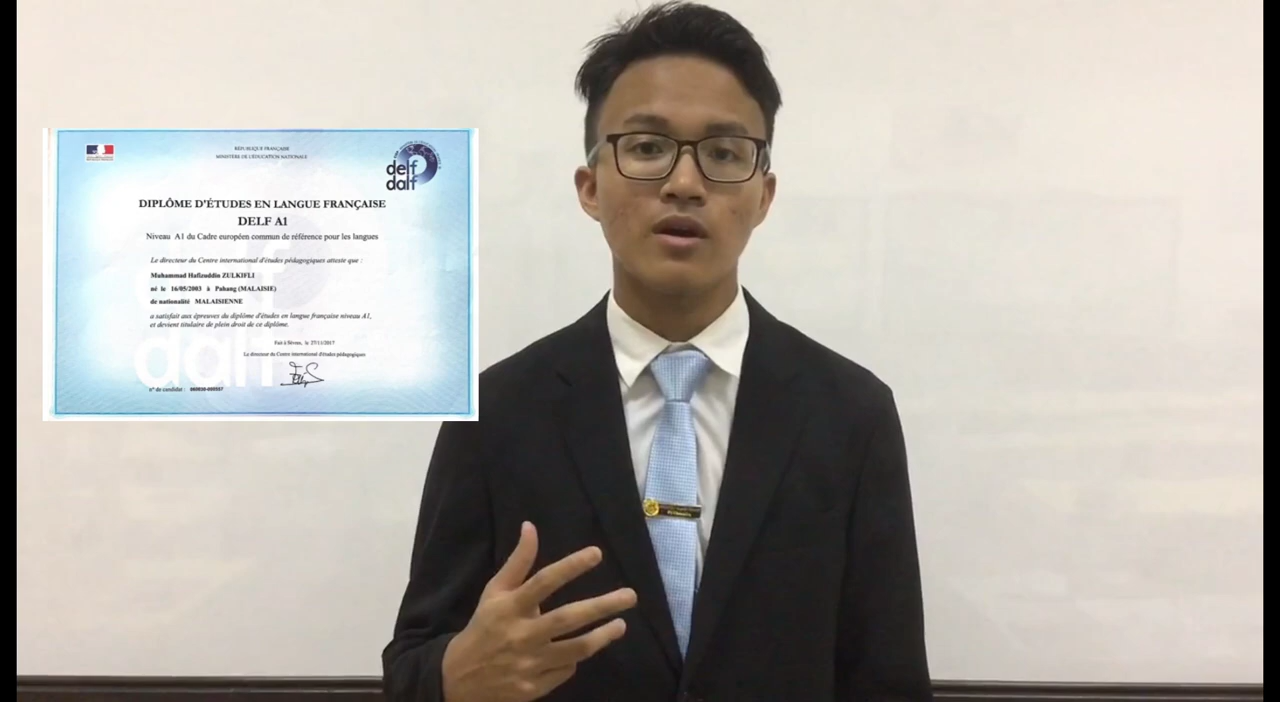 RÉPUBLIQUE FRANÇAISE
MINISTERE DE L'EDUCATION NATIONALE
delf
dalf
DIPLÔME D'ÉTUDES EN LANGUE FRANÇAISE
DELF A1
Niveau A1 du Cadre européen commun de référence pour les langues
Le directeur du Centre international d'études pédagogiques atteste que :
Muhammad Hafizuddin ZULKIFLI
né le 16/05/2003 à Pahang (MALAISIE)
de nationalité MALAISIENNE
a satisfait aux épreuves du diplôme d'études en langue française niveau A1,
et devient titulaire de plein droit de ce diplôme.
Fait à Sèvres, le 27/11/2017
Le directeur du Centre international d'études pédagogiques
n° de candidat :